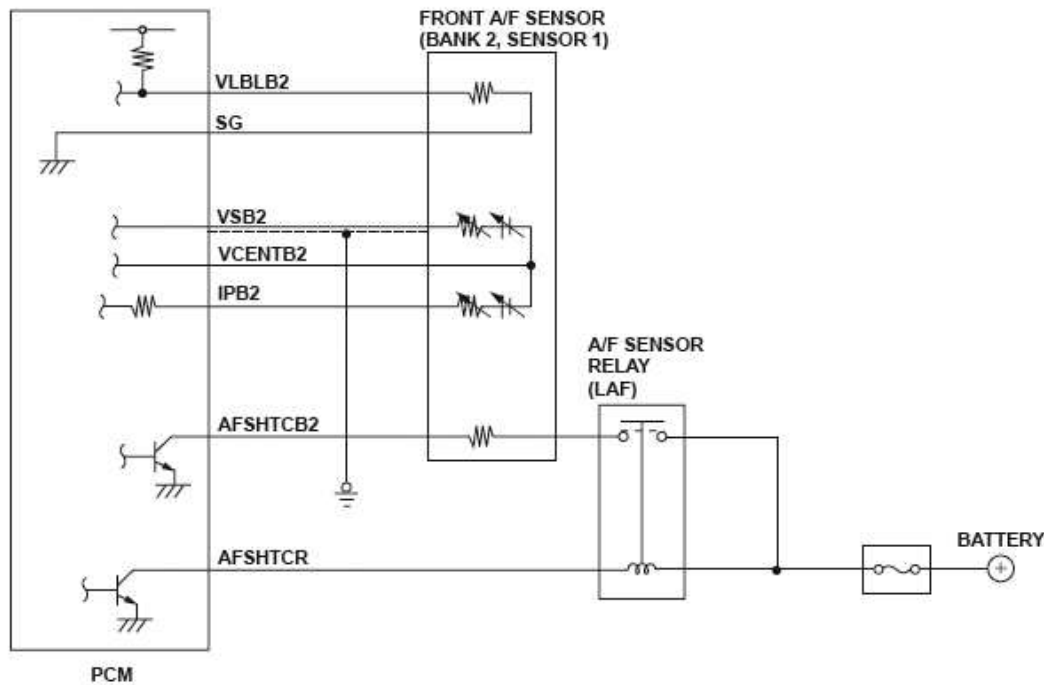 FRONT A/F SENSOR
(BANK 2, SENSOR 1)
VLBLB2
SG
VSB2
VCENTB2
IPB2
A/F SENSOR
RELAY
(LAF)
AFSHTCB2
AFSHTCR
BATTERY
+
PCM